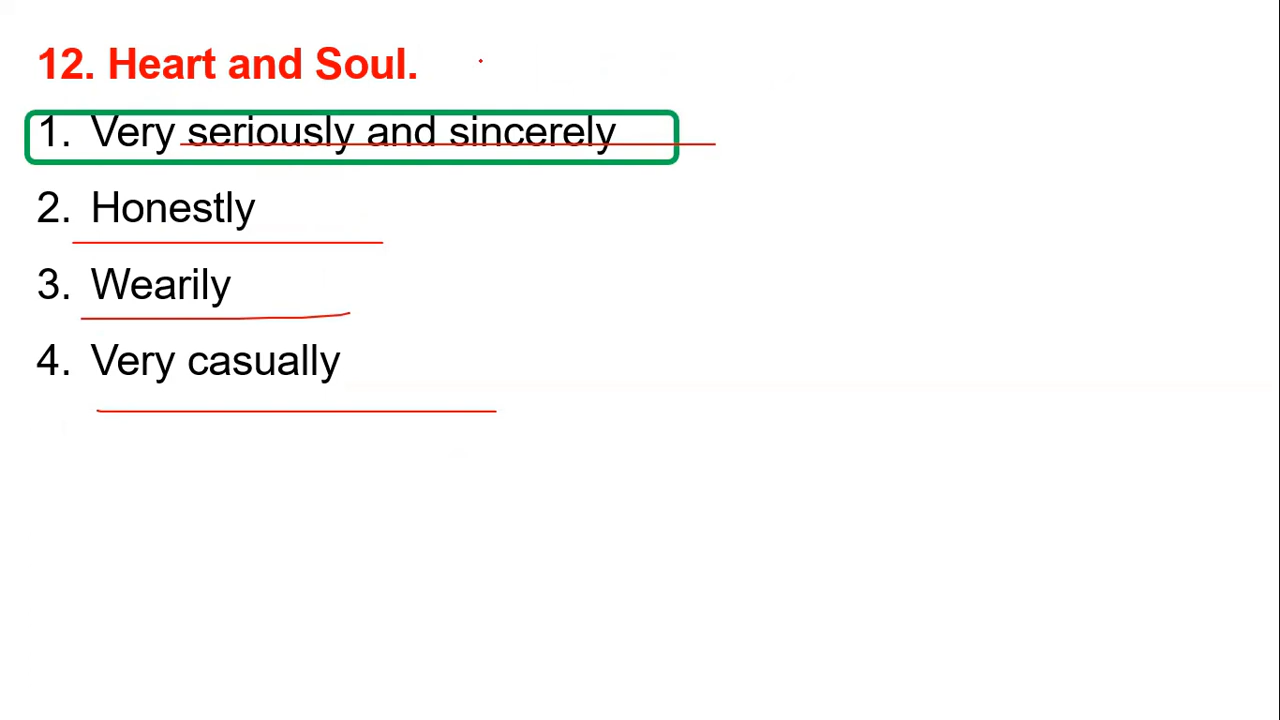 12. Heart and Soul.
1. Very seriously and sincerely
2. Honestly
3. Wearily
4. Very casually